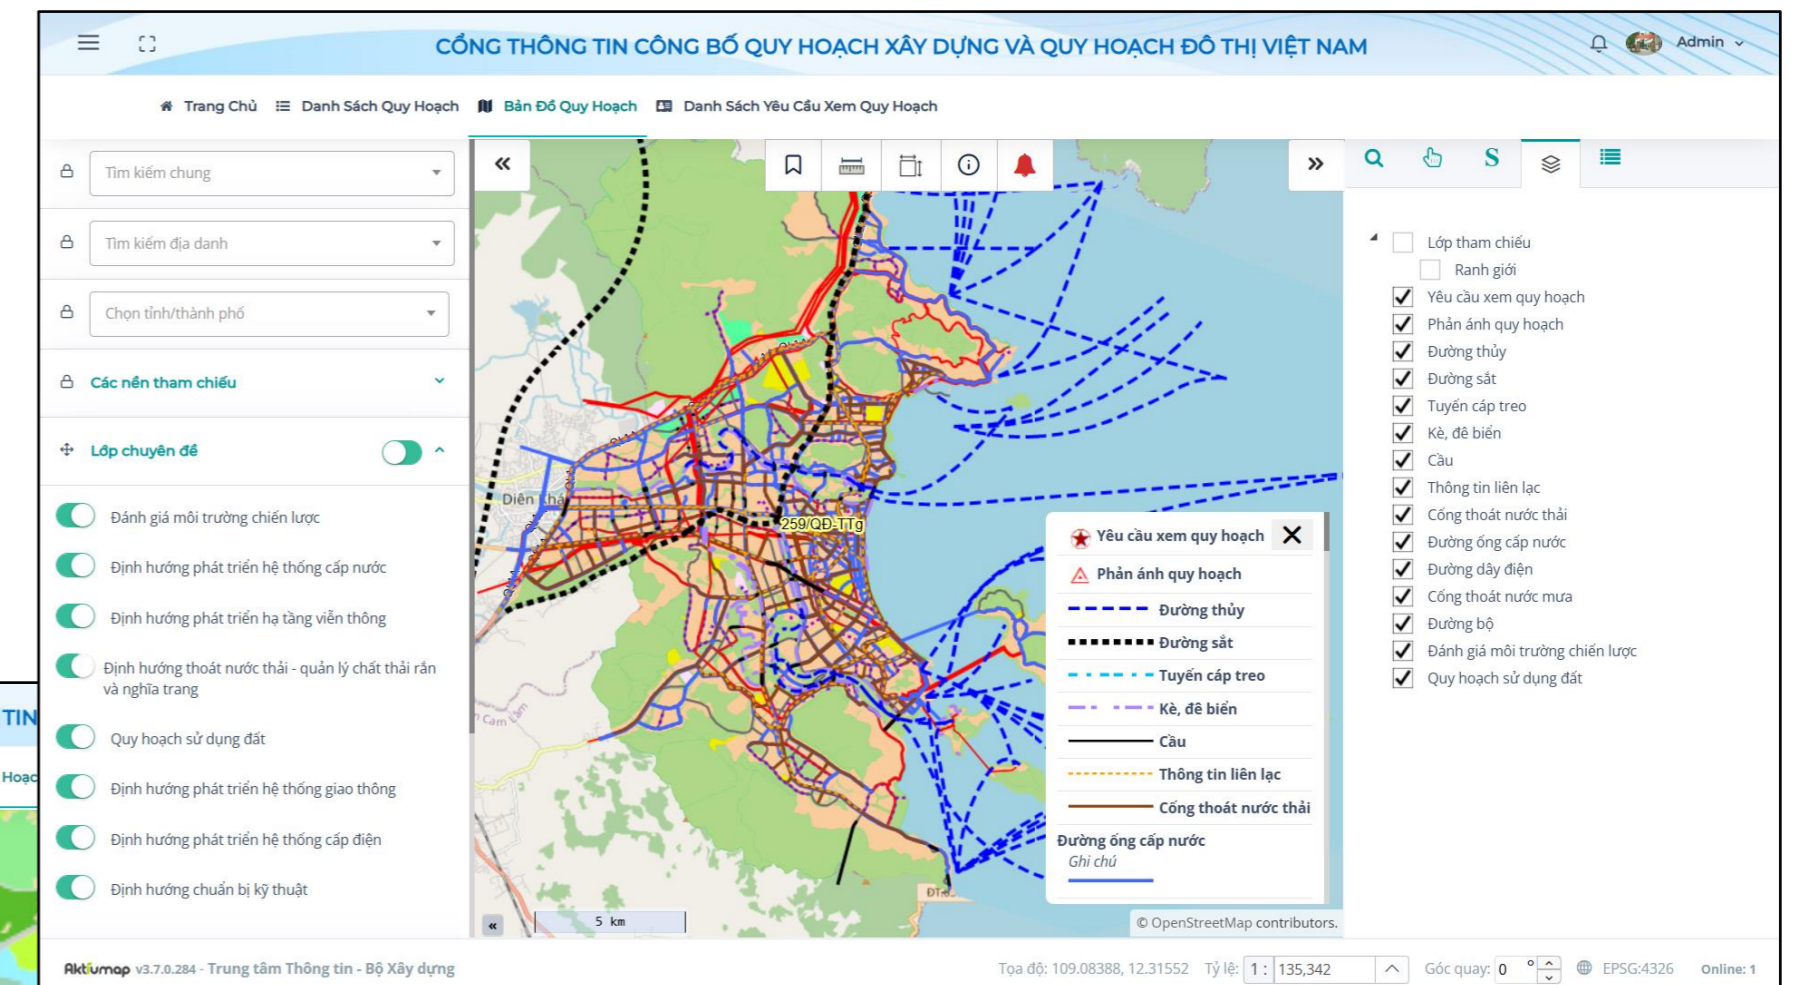 CỔNG THÔNG TIN CÔNG BỐ QUY HOẠCH XÂY DỰNG VÀ QUY HOẠCH ĐÔ THỊ VIỆT NAM
Admin
Trang Chủ
Danh Sách Quy Hoạch
Bản Đồ Quy Hoạch
Danh Sách Yêu Cầu Xem Quy Hoạch
Tìm kiếm chung
Tìm kiếm địa danh
Chọn tỉnh/thành phố
Các nền tham chiếu
Lớp chuyên đề
Đánh giá môi trường chiến lược
Định hướng phát triển hệ thống cấp nước
Định hướng phát triển hạ tầng viễn thông
Định hướng thoát nước thải - quản lý chất thải rắn
và nghĩa trang
Quy hoạch sử dụng đất
Định hướng phát triển hệ thống giao thông
Định hướng phát triển hệ thống cấp điện
Định hướng chuẩn bị kỹ thuật
TIN
Hoạc
Diên Khá
259/QĐ-TTg
Cam Lâm
5 km
Yêu cầu xem quy hoạch
Phản ánh quy hoạch
Đường thủy
Đường sắt
Tuyến cáp treo
Kè, đê biển
Cầu
Thông tin liên lạc
Cống thoát nước thải
Đường ống cấp nước
Ghi chú
© OpenStreetMap contributors.
S
Lớp tham chiếu
Ranh giới
Yêu cầu xem quy hoạch
Phản ánh quy hoạch
Đường thủy
Đường sắt
Tuyến cáp treo
Kè, đê biển
Cầu
Thông tin liên lạc
Cống thoát nước thải
Đường ống cấp nước
Đường dây điện
Cống thoát nước mưa
Đường bộ
Đánh giá môi trường chiến lược
Quy hoạch sử dụng đất
Aktiumap v3.7.0.284 - Trung tâm Thông tin - Bộ Xây dựng
Tọa độ: 109.08388, 12.31552 Tỷ lệ: 1 : 135,342 Góc quay: 0 ° EPSG:4326 Online: 1